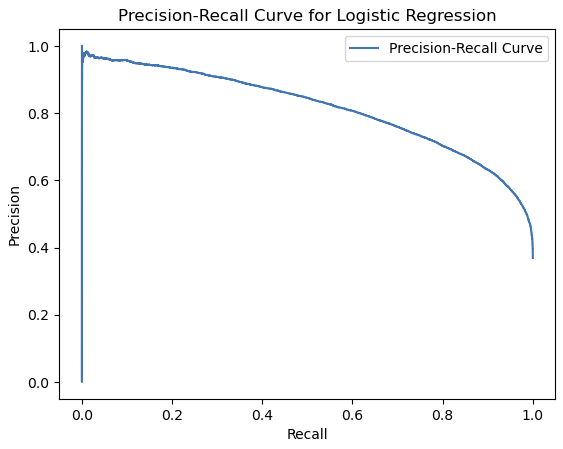 Precision-Recall Curve for Logistic Regression
Precision-Recall Curve
1.0
0.8
0.6
0.4
0.2
0.0
Precision
0.0 0.2 0.4 0.6 0.8 1.0
Recall